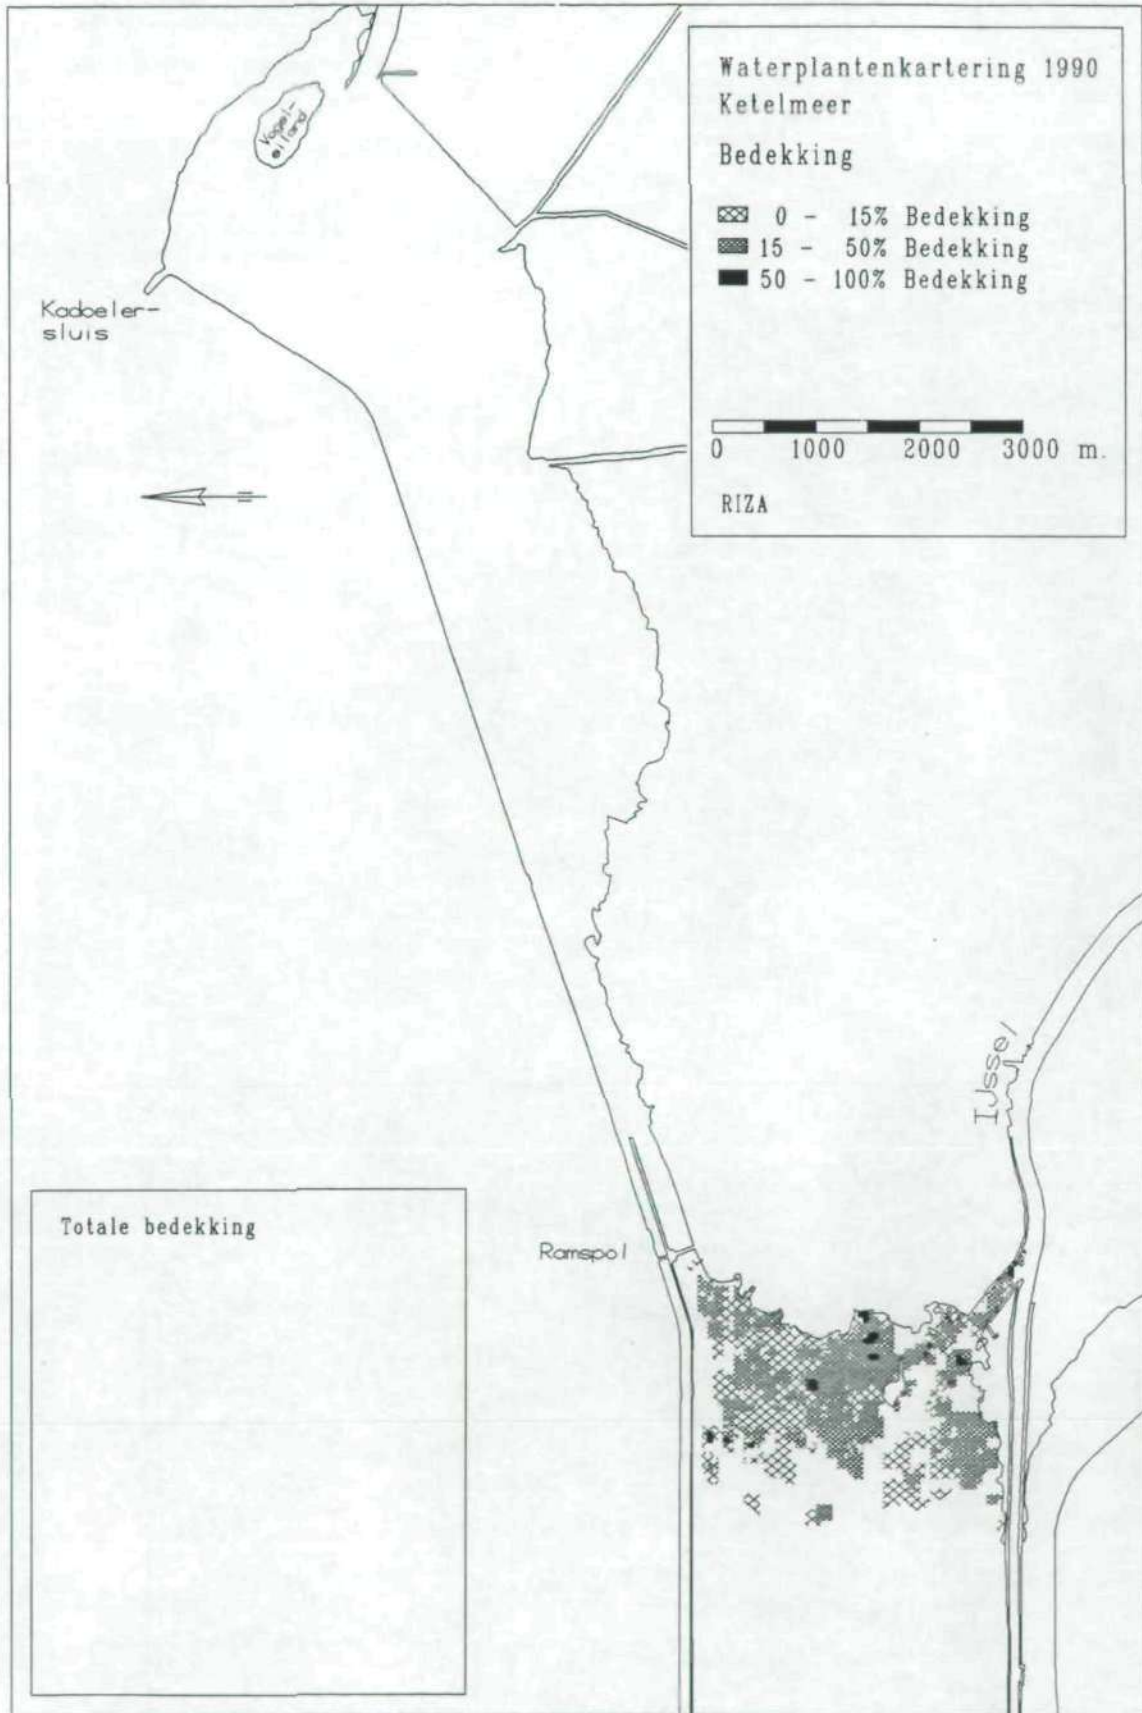 Waterplantenkartering 1990
Ketelmeer
Bedekking
0 - 15% Bedekking
15 - 50% Bedekking
50 - 100% Bedekking
0 1000 2000 3000 m.
RIZA
Vogel-
eiland
Kadoeler-
sluis
IJssel
Totale bedekking
Ramspol